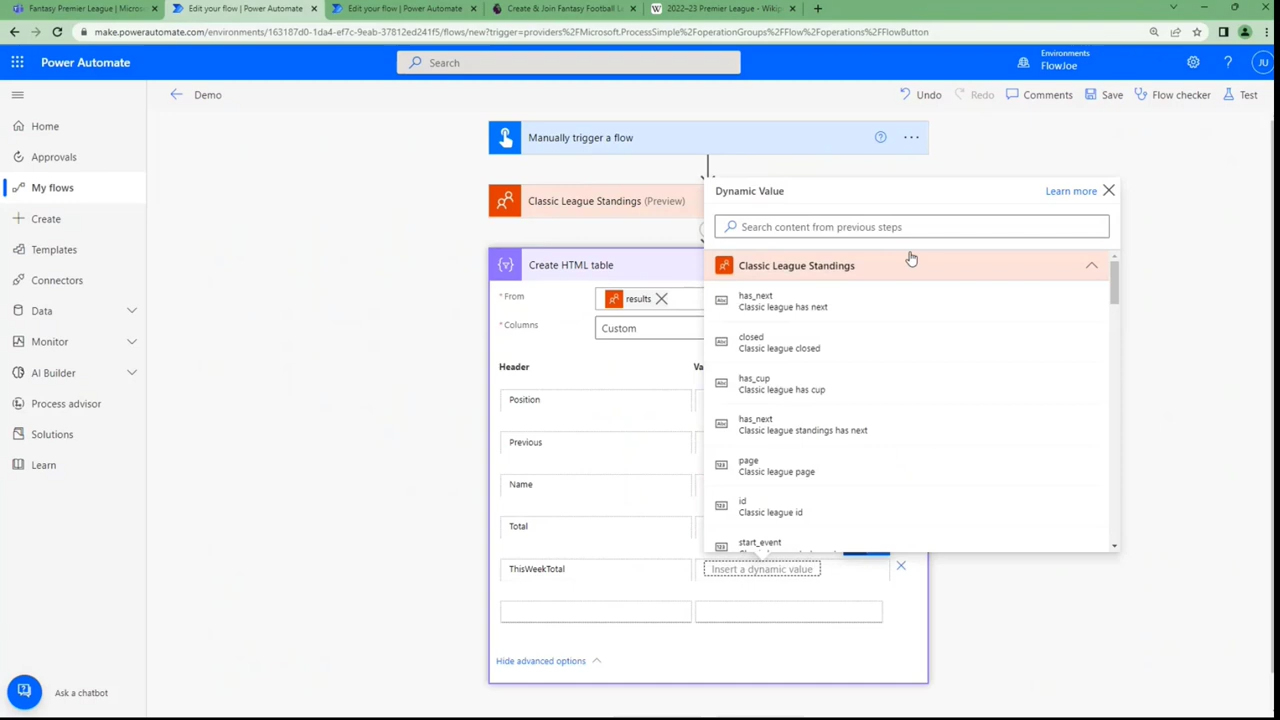 Fantasy Premier League | Micros
Edit your flow | Power Automate
Edit your flow | Power Automate
Create & Join Fantasy Football L
2022–23 Premier League - Wikip
make.powerautomate.com/environments/163187d0-1da4-ef7c-9eab-37812ed241f5/flows/new?trigger=providers%2FMicrosoft.ProcessSimple%2FoperationGroups%2FFlow%2Foperations%2FFlowButton
Power Automate
Search
Environments
FlowJoe
JU
Demo
Undo
Redo
Comments
Save
Flow checker
Test
Home
Approvals
My flows
Create
Templates
Connectors
Data
Monitor
AI Builder
Process advisor
Solutions
Learn
Ask a chatbot
Manually trigger a flow
Classic League Standings (Preview)
Create HTML table
* From
results
* Columns
Custom
Header
Va
Position
Previous
Name
Total
ThisWeekTotal
Insert a dynamic value
Hide advanced options
Dynamic Value
Learn more
Search content from previous steps
Classic League Standings
has_next
Classic league has next
closed
Classic league closed
has_cup
Classic league has cup
has_next
Classic league standings has next
page
Classic league page
id
Classic league id
start_event